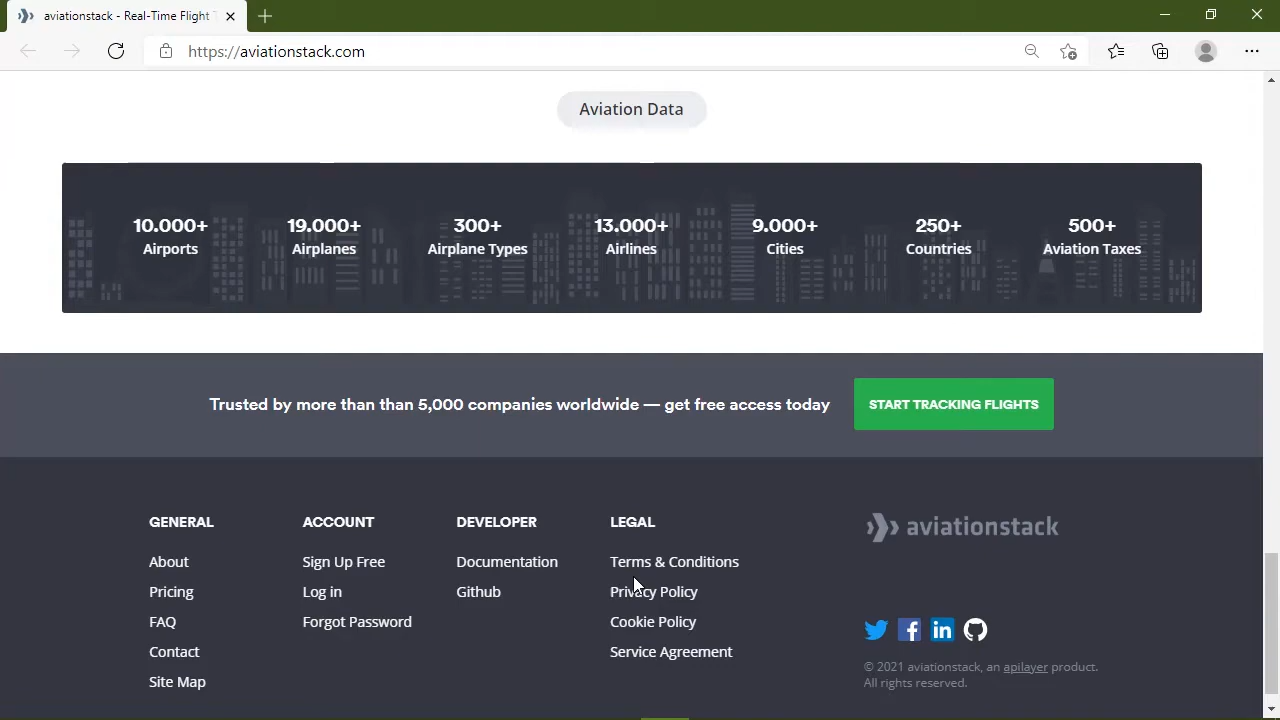 aviationstack - Real-Time Flight
https://aviationstack.com
Aviation Data
10.000+ 19.000+ 300+ 13.000+ 9.000+ 250+ 500+
Airports Airplanes Airplane Types Airlines Cities Countries Aviation Taxes
Trusted by more than than 5,000 companies worldwide — get free access today START TRACKING FLIGHTS
GENERAL
About
Pricing
FAQ
Contact
Site Map
ACCOUNT
Sign Up Free
Log in
Forgot Password
DEVELOPER
Documentation
Github
LEGAL
Terms & Conditions
Privacy Policy
Cookie Policy
Service Agreement
aviationstack
© 2021 aviationstack, an apilayer product.
All rights reserved.